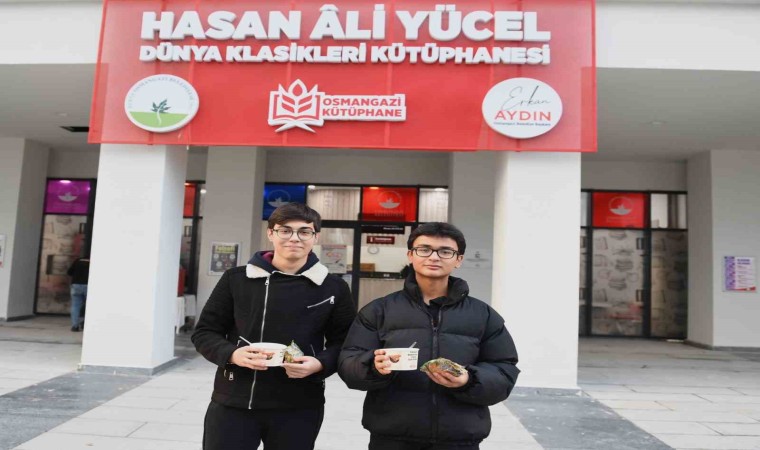 HASAN ÂLİ YÜCEL
DÜNYA KLASİKLERİ KÜTÜPHANESİ
OSMANGAZİ
KÜTÜPHANE
Erkan
AYDIN